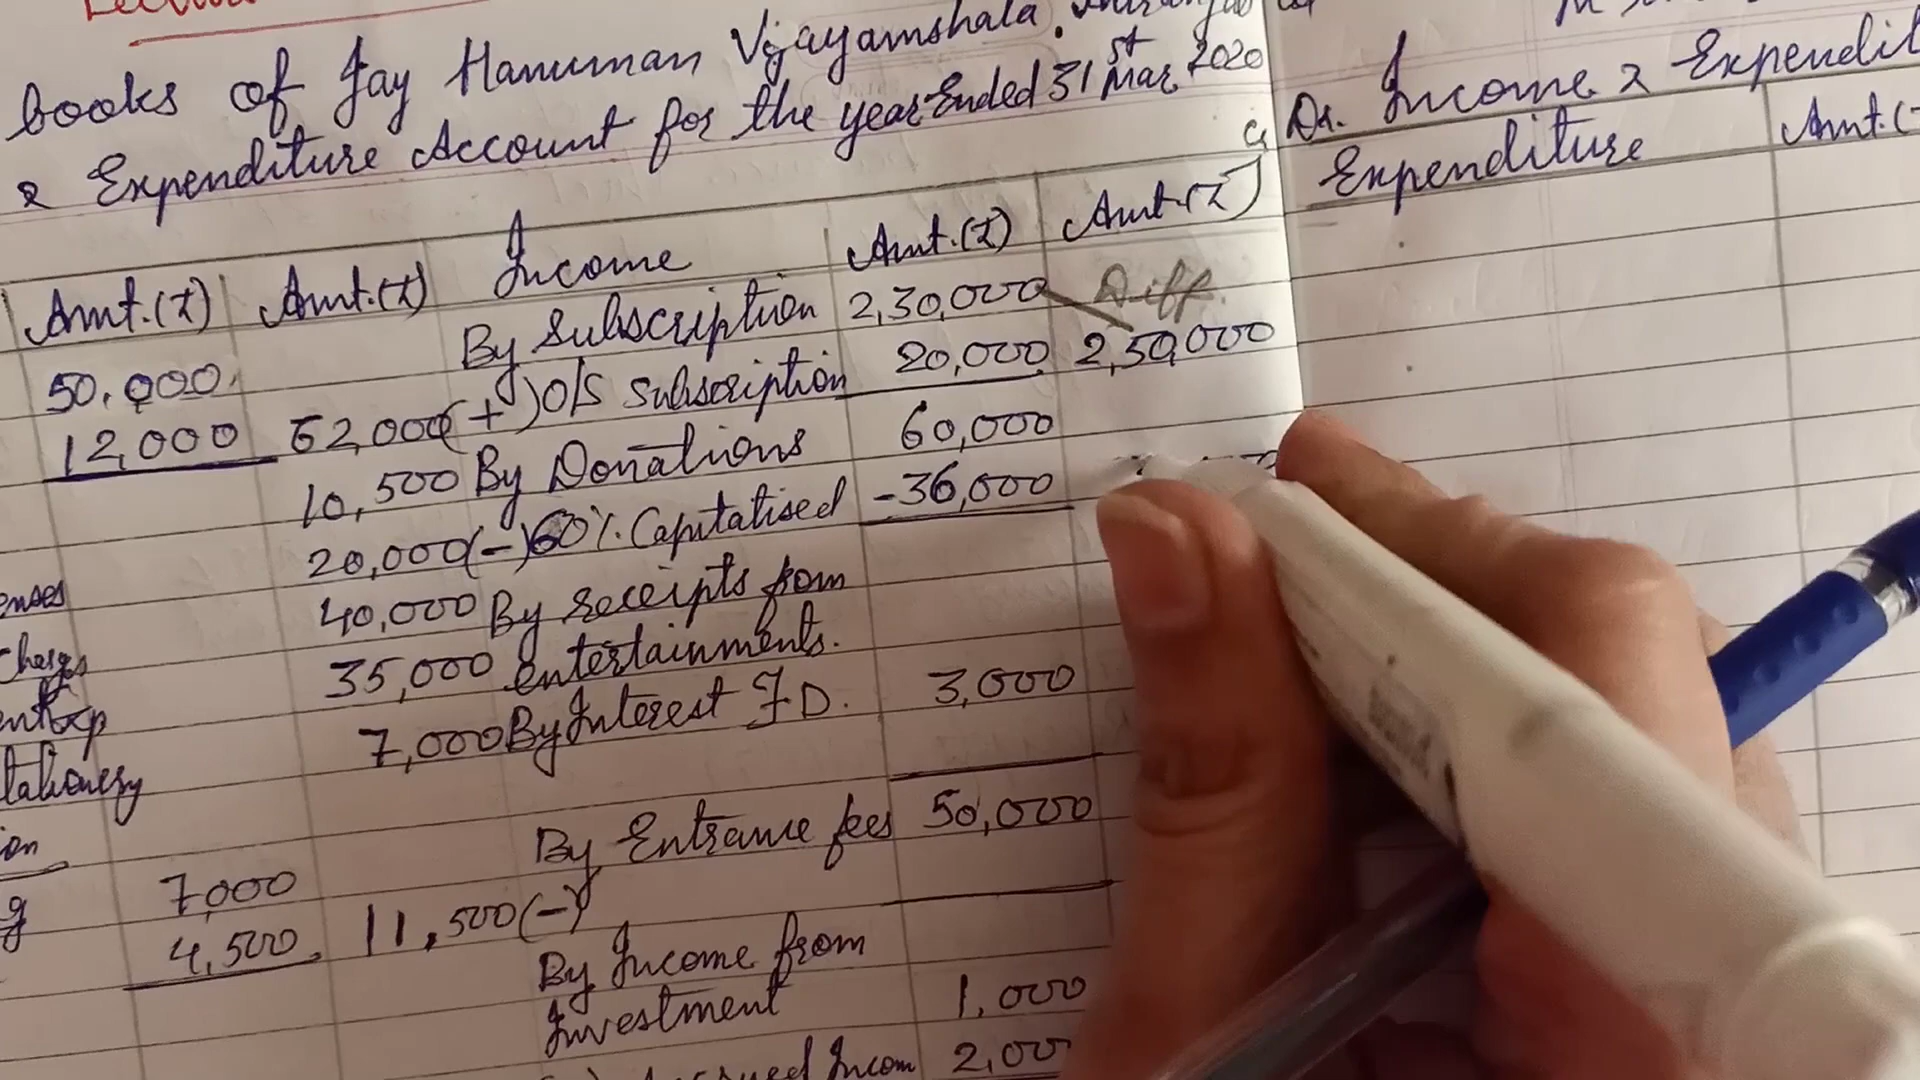 books of Jay Hanuman Vyayamshala.
& Expenditure Account for the year Ended 31st Mar 2020
Amt.(₹) Amt.(₹) Income Amt.(₹) Amt.(₹)
By Subscription 2,30,000 Diff.
50,000 (+) O/S Subscription 20,000 2,50,000
12,000 62,000 By Donations 60,000
10,500 (-) 60%. Capitalised -36,000
20,000 By receipts from
40,000 entertainments.
35,000 By Interest F D. 3,000
7,000
By Entrance fees 50,000
7,000
4,500 11,500 (-)
By Income from
Investment 1,000
Incom 2,00
Dr. Income & Expendit
Expenditure Amt.(